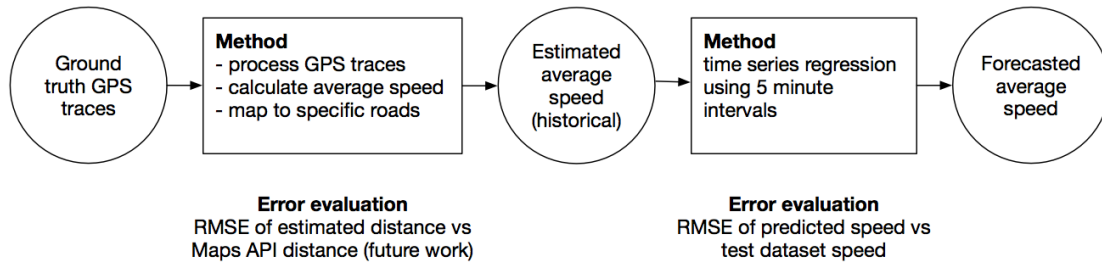 Ground
truth GPS
traces
Method
- process GPS traces
- calculate average speed
- map to specific roads
Estimated
average
speed
(historical)
Method
time series regression
using 5 minute
intervals
Forecasted
average
speed
Error evaluation
RMSE of estimated distance vs
Maps API distance (future work)
Error evaluation
RMSE of predicted speed vs
test dataset speed